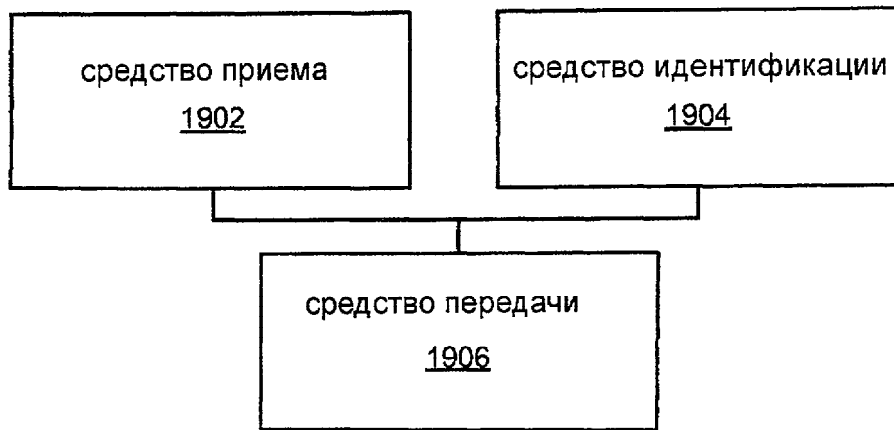 средство приема
1902
средство идентификации
1904
средство передачи
1906